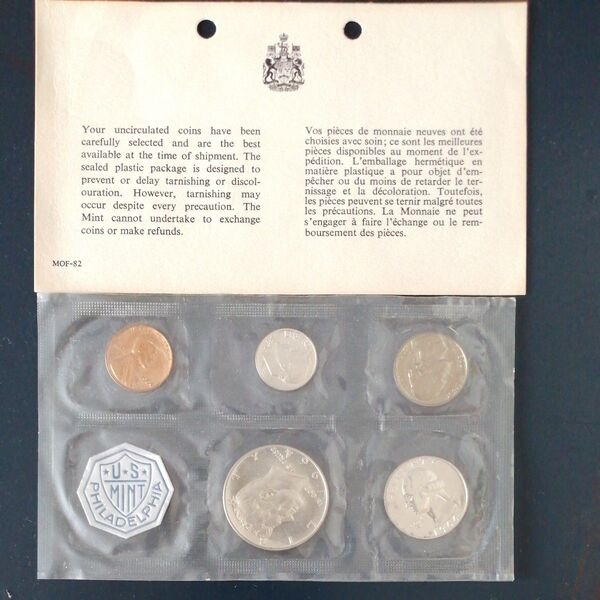 Your uncirculated coins have been
carefully selected and are the best
available at the time of shipment. The
sealed plastic package is designed to
prevent or delay tarnishing or discol-
ouration. However, tarnishing may
occur despite every precaution. The
Mint cannot undertake to exchange
coins or make refunds.
Vos pièces de monnaie neuves ont été
choisies avec soin; ce sont les meilleures
pièces disponibles au moment de l'ex-
pédition. L'emballage hermétique en
matière plastique a pour objet d'em-
pêcher ou du moins de retarder le ter-
nissage et la décoloration. Toutefois,
les pièces peuvent se ternir malgré toutes
les précautions. La Monnaie ne peut
s'engager à faire l'échange ou le rem-
boursement des pièces.
MOF-82
U★S
MINT
PHILADELPHIA